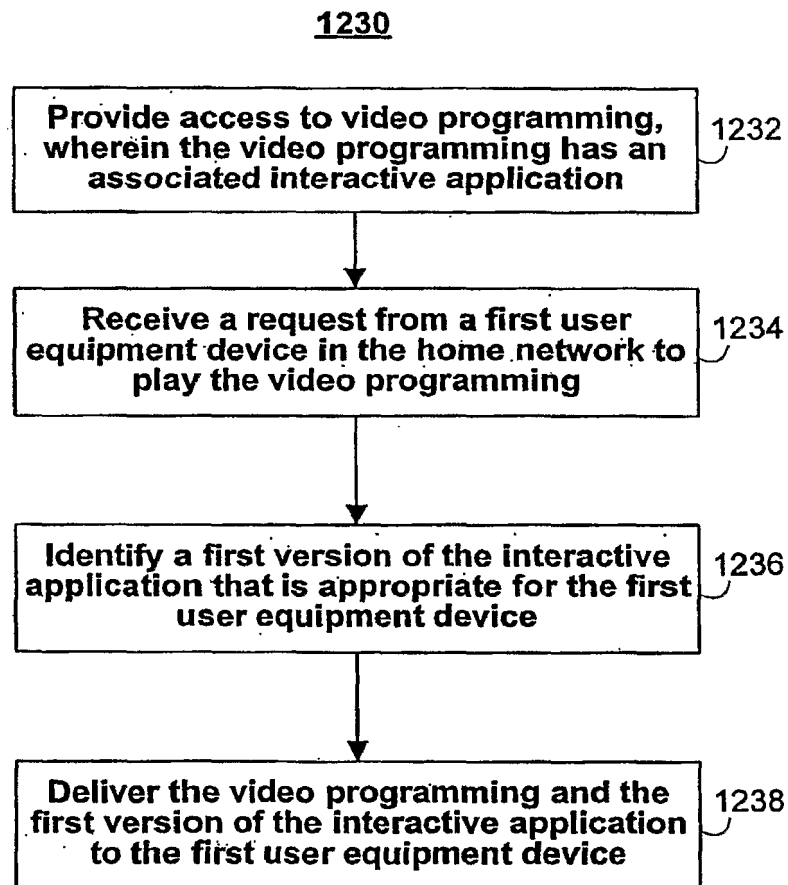 1230
Provide access to video programming,
wherein the video programming has an
associated interactive application
1232
Receive a request from a first user
equipment device in the home network to
play the video programming
1234
Identify a first version of the interactive
application that is appropriate for the first
user equipment device
1236
Deliver the video programming and the
first version of the interactive application
to the first user equipment device
1238